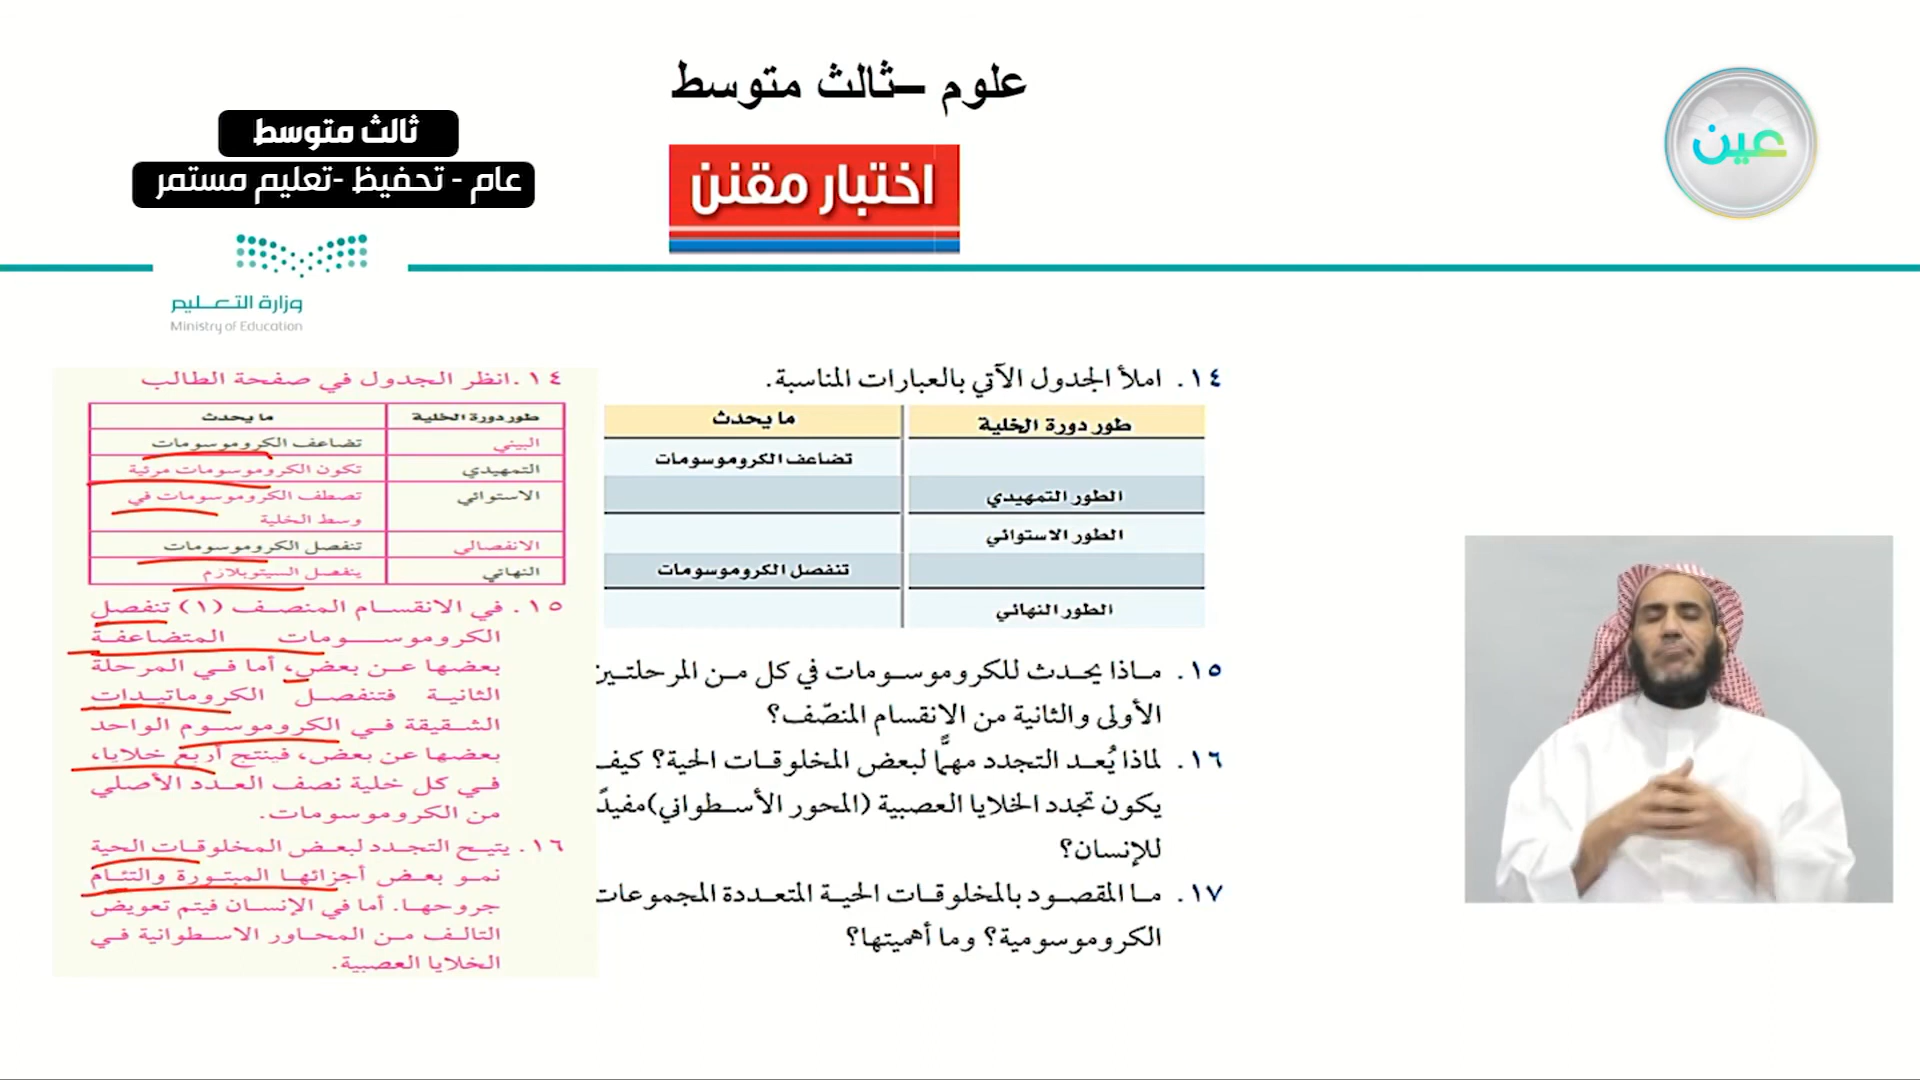 علوم –ثالث متوسط
عين
ثالث متوسط
عام - تحفيظ -تعليم مستمر
اختبار مقنن
وزارة التعليم
Ministry of Education
١٤. املأ الجدول الآتي بالعبارات المناسبة.
طور دورة الخلية ما يحدث
تضاعف الكروموسومات
الطور التمهيدي
الطور الاستوائي
تنفصل الكروموسومات
الطور النهائي
١٥. ماذا يحدث للكروموسومات في كل من المرحلتين
الأولى والثانية من الانقسام المنصّف؟
١٦. لماذا يُعد التجدد مهمًّا لبعض المخلوقات الحية؟ كيف
يكون تجدد الخلايا العصبية (المحور الأسطواني)مفيدً
للإنسان؟
١٧. ما المقصود بالمخلوقات الحية المتعددة المجموعات
الكروموسومية؟ وما أهميتها؟
١٤.انظر الجدول في صفحة الطالب
طور دورة الخلية ما يحدث
البيني تضاعف الكروموسومات
التمهيدي تكون الكروموسومات مرئية
الاستوائي تصطف الكروموسومات في
وسط الخلية
الانفصالي تنفصل الكروموسومات
النهائي ينفصل السيتوبلازم
١٥. في الانقسام المنصف (١) تنفصل
الكروموسومات المتضاعفة
بعضها عن بعض، أما في المرحلة
الثانية فتنفصل الكروماتيدات
الشقيقة في الكروموسوم الواحد
بعضها عن بعض، فينتج أربع خلايا،
في كل خلية نصف العدد الأصلي
من الكروموسومات.
١٦. يتيح التجدد لبعض المخلوقات الحية
نمو بعض أجزائها المبتورة والتئام
جروحها. أما في الإنسان فيتم تعويض
التالف من المحاور الاسطوانية في
الخلايا العصبية.